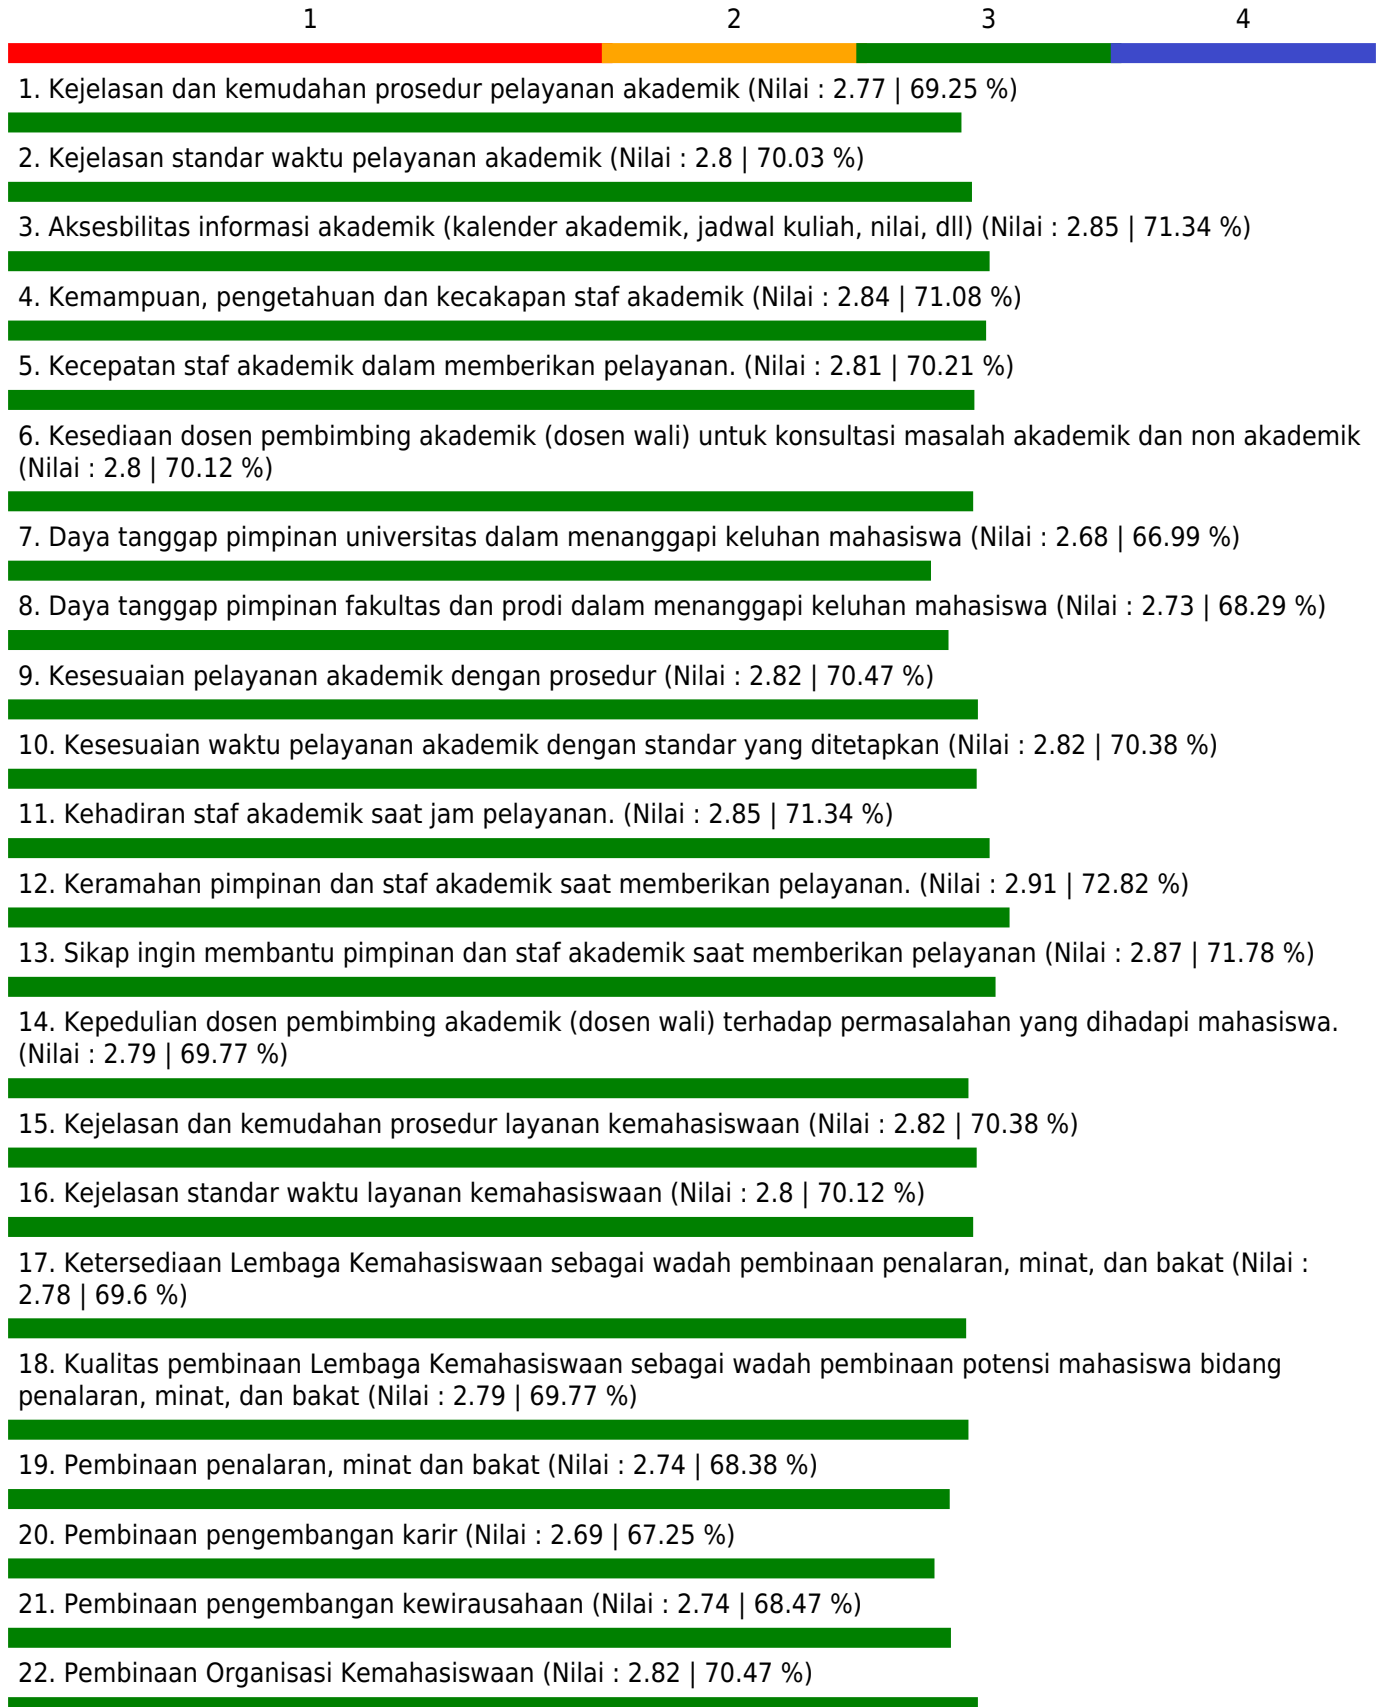 1 2 3 4
1. Kejelasan dan kemudahan prosedur pelayanan akademik (Nilai : 2.77 | 69.25 %)
2. Kejelasan standar waktu pelayanan akademik (Nilai : 2.8 | 70.03 %)
3. Aksesbilitas informasi akademik (kalender akademik, jadwal kuliah, nilai, dll) (Nilai : 2.85 | 71.34 %)
4. Kemampuan, pengetahuan dan kecakapan staf akademik (Nilai : 2.84 | 71.08 %)
5. Kecepatan staf akademik dalam memberikan pelayanan. (Nilai : 2.81 | 70.21 %)
6. Kesediaan dosen pembimbing akademik (dosen wali) untuk konsultasi masalah akademik dan non akademik
(Nilai : 2.8 | 70.12 %)
7. Daya tanggap pimpinan universitas dalam menanggapi keluhan mahasiswa (Nilai : 2.68 | 66.99 %)
8. Daya tanggap pimpinan fakultas dan prodi dalam menanggapi keluhan mahasiswa (Nilai : 2.73 | 68.29 %)
9. Kesesuaian pelayanan akademik dengan prosedur (Nilai : 2.82 | 70.47 %)
10. Kesesuaian waktu pelayanan akademik dengan standar yang ditetapkan (Nilai : 2.82 | 70.38 %)
11. Kehadiran staf akademik saat jam pelayanan. (Nilai : 2.85 | 71.34 %)
12. Keramahan pimpinan dan staf akademik saat memberikan pelayanan. (Nilai : 2.91 | 72.82 %)
13. Sikap ingin membantu pimpinan dan staf akademik saat memberikan pelayanan (Nilai : 2.87 | 71.78 %)
14. Kepedulian dosen pembimbing akademik (dosen wali) terhadap permasalahan yang dihadapi mahasiswa.
(Nilai : 2.79 | 69.77 %)
15. Kejelasan dan kemudahan prosedur layanan kemahasiswaan (Nilai : 2.82 | 70.38 %)
16. Kejelasan standar waktu layanan kemahasiswaan (Nilai : 2.8 | 70.12 %)
17. Ketersediaan Lembaga Kemahasiswaan sebagai wadah pembinaan penalaran, minat, dan bakat (Nilai :
2.78 | 69.6 %)
18. Kualitas pembinaan Lembaga Kemahasiswaan sebagai wadah pembinaan potensi mahasiswa bidang
penalaran, minat, dan bakat (Nilai : 2.79 | 69.77 %)
19. Pembinaan penalaran, minat dan bakat (Nilai : 2.74 | 68.38 %)
20. Pembinaan pengembangan karir (Nilai : 2.69 | 67.25 %)
21. Pembinaan pengembangan kewirausahaan (Nilai : 2.74 | 68.47 %)
22. Pembinaan Organisasi Kemahasiswaan (Nilai : 2.82 | 70.47 %)